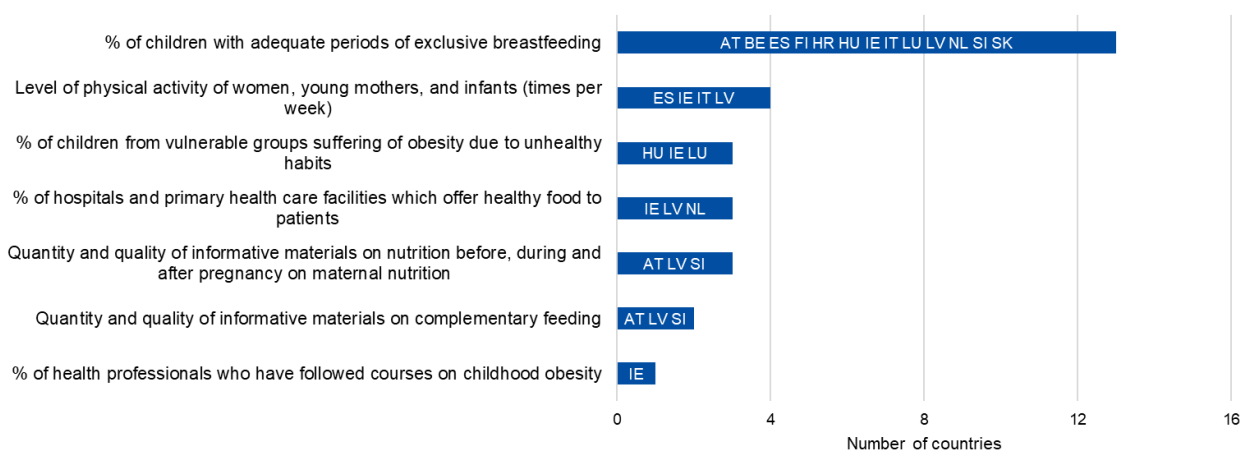 % of children with adequate periods of exclusive breastfeeding
AT BE ES FI HR HU IE IT LU LV NL SI SK
Level of physical activity of women, young mothers, and infants (times per
week)
ES IE IT LV
% of children from vulnerable groups suffering of obesity due to unhealthy
habits
HU IE LU
% of hospitals and primary health care facilities which offer healthy food to
patients
IE LV NL
Quantity and quality of informative materials on nutrition before, during and
after pregnancy on maternal nutrition
AT LV SI
Quantity and quality of informative materials on complementary feeding
AT LV SI
% of health professionals who have followed courses on childhood obesity
IE
0 4 8 12 16
Number of countries